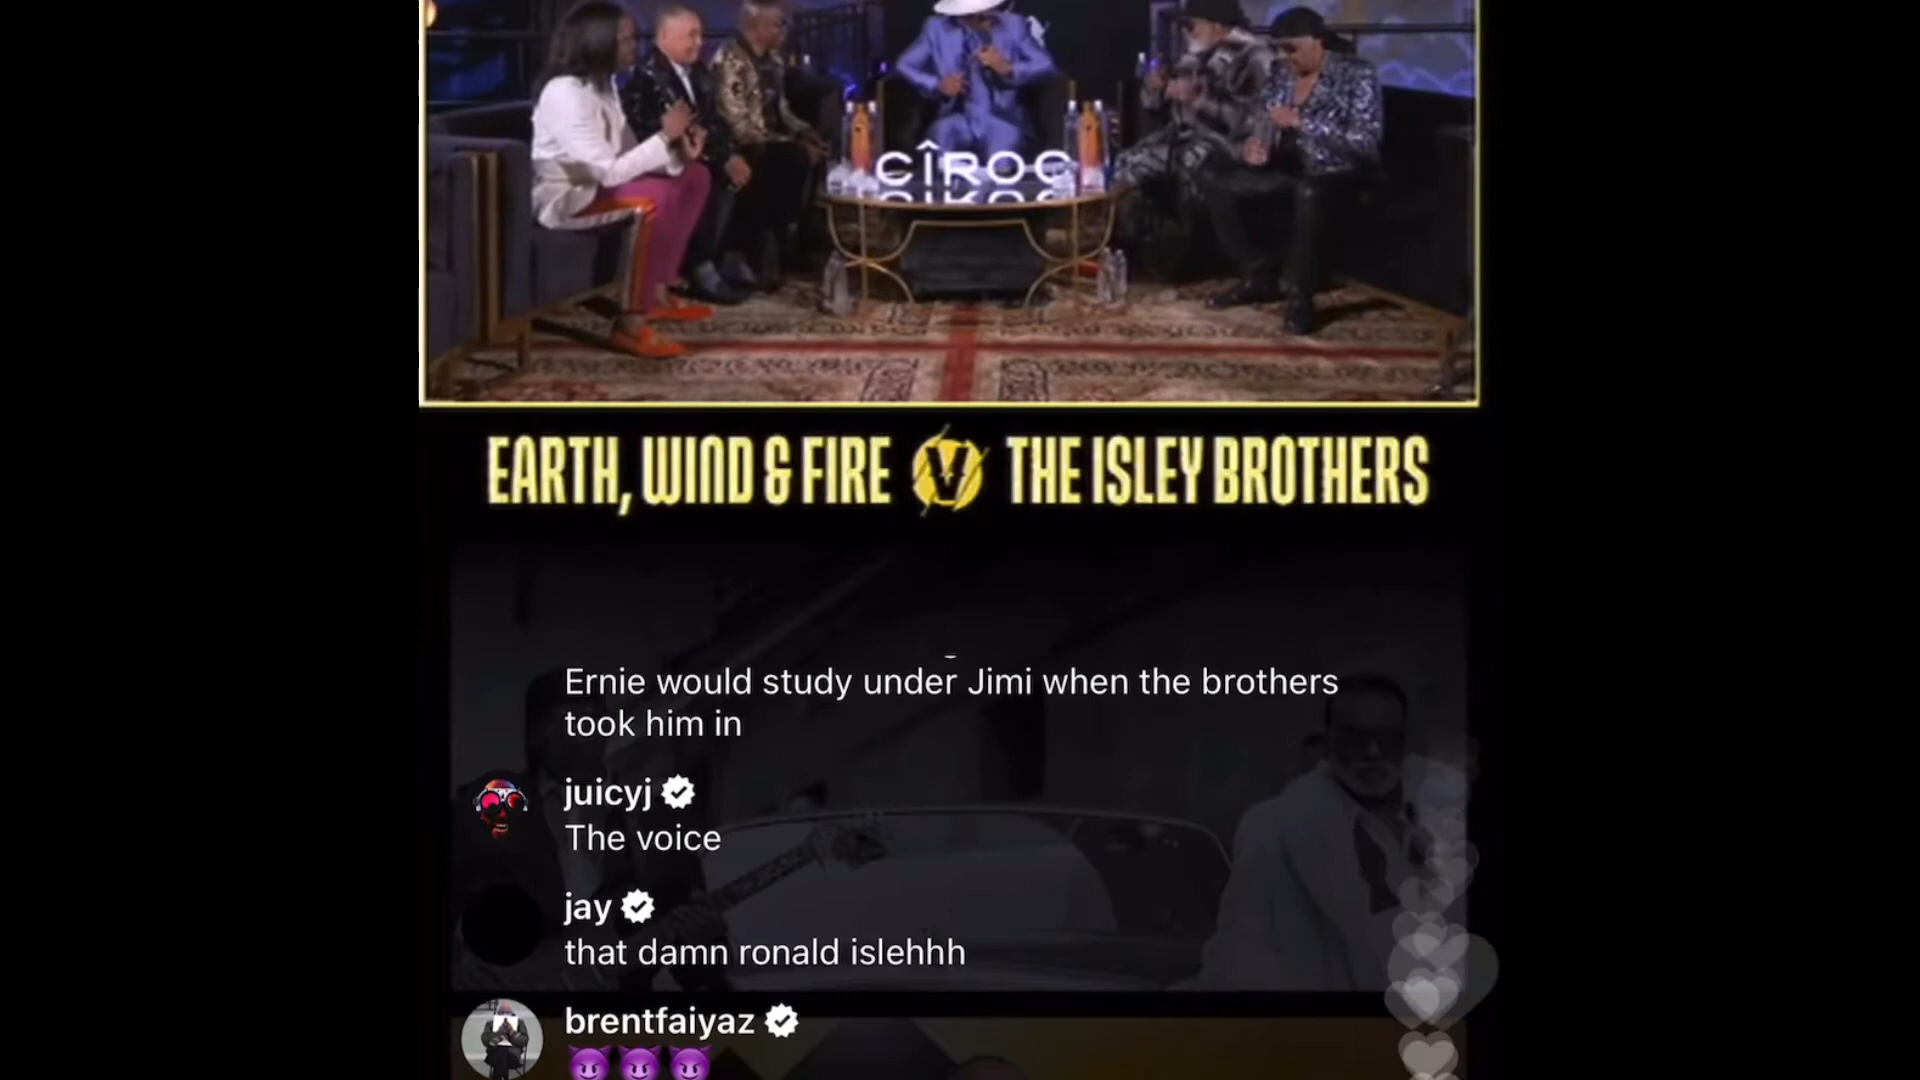 CÎROC
EARTH, WIND & FIRE V THE ISLEY BROTHERS
Ernie would study under Jimi when the brothers
took him in
juicyj
The voice
jay
that damn ronald islehhh
brentfaiyaz
😈😈😈